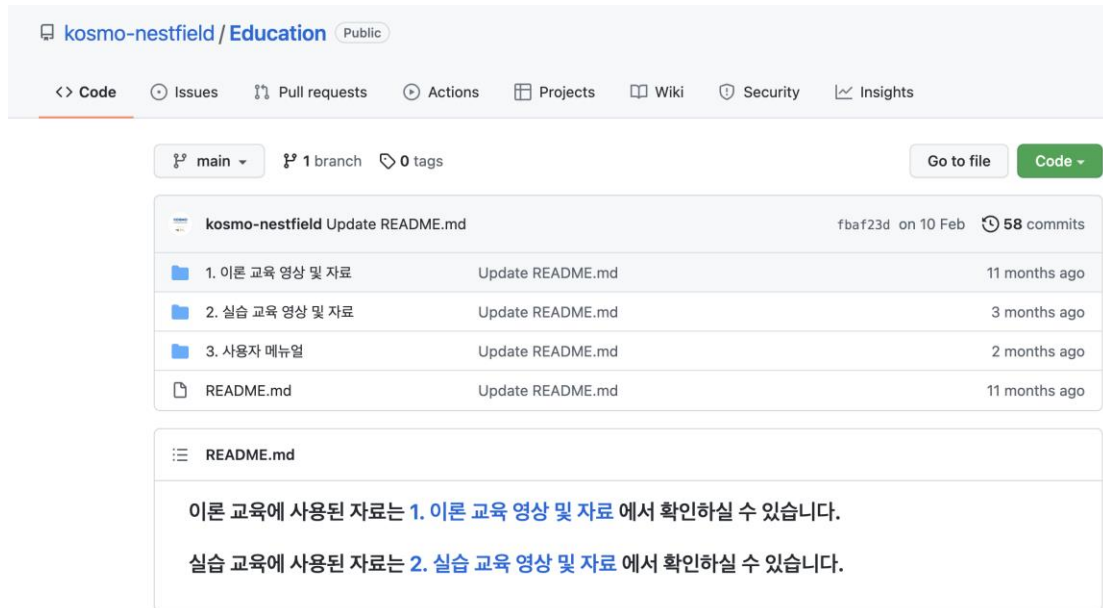 kosmo-nestfield / Education Public
Code Issues Pull requests Actions Projects Wiki Security Insights
main 1 branch 0 tags Go to file Code
kosmo-nestfield Update README.md fbaf23d on 10 Feb 58 commits
1. 이론 교육 영상 및 자료 Update README.md 11 months ago
2. 실습 교육 영상 및 자료 Update README.md 3 months ago
3. 사용자 메뉴얼 Update README.md 2 months ago
README.md Update README.md 11 months ago
README.md
이론 교육에 사용된 자료는 1. 이론 교육 영상 및 자료 에서 확인하실 수 있습니다.
실습 교육에 사용된 자료는 2. 실습 교육 영상 및 자료 에서 확인하실 수 있습니다.